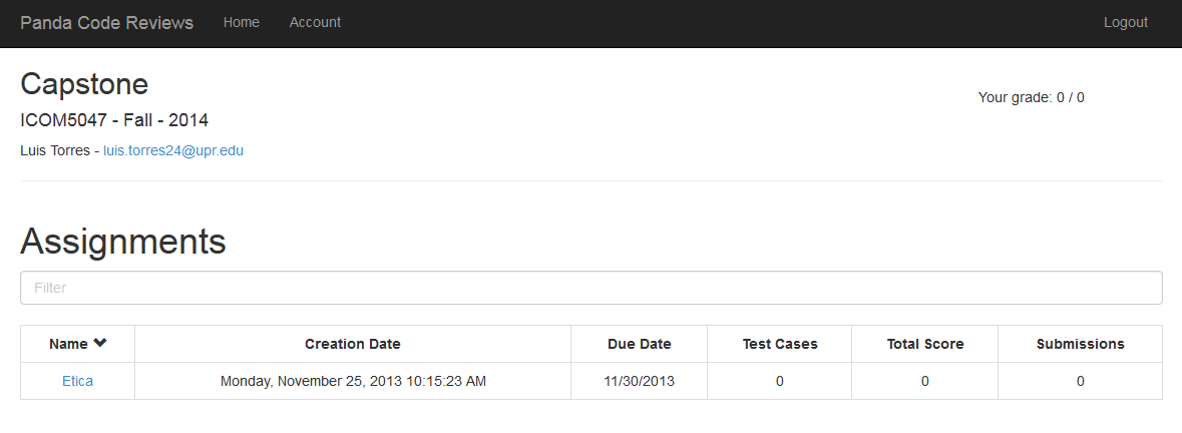 Panda Code Reviews Home Account Logout
Capstone
Your grade: 0 / 0
ICOM5047 - Fall - 2014
Luis Torres - luis.torres24@upr.edu
Assignments
Filter
Name Creation Date Due Date Test Cases Total Score Submissions
Etica Monday, November 25, 2013 10:15:23 AM 11/30/2013 0 0 0